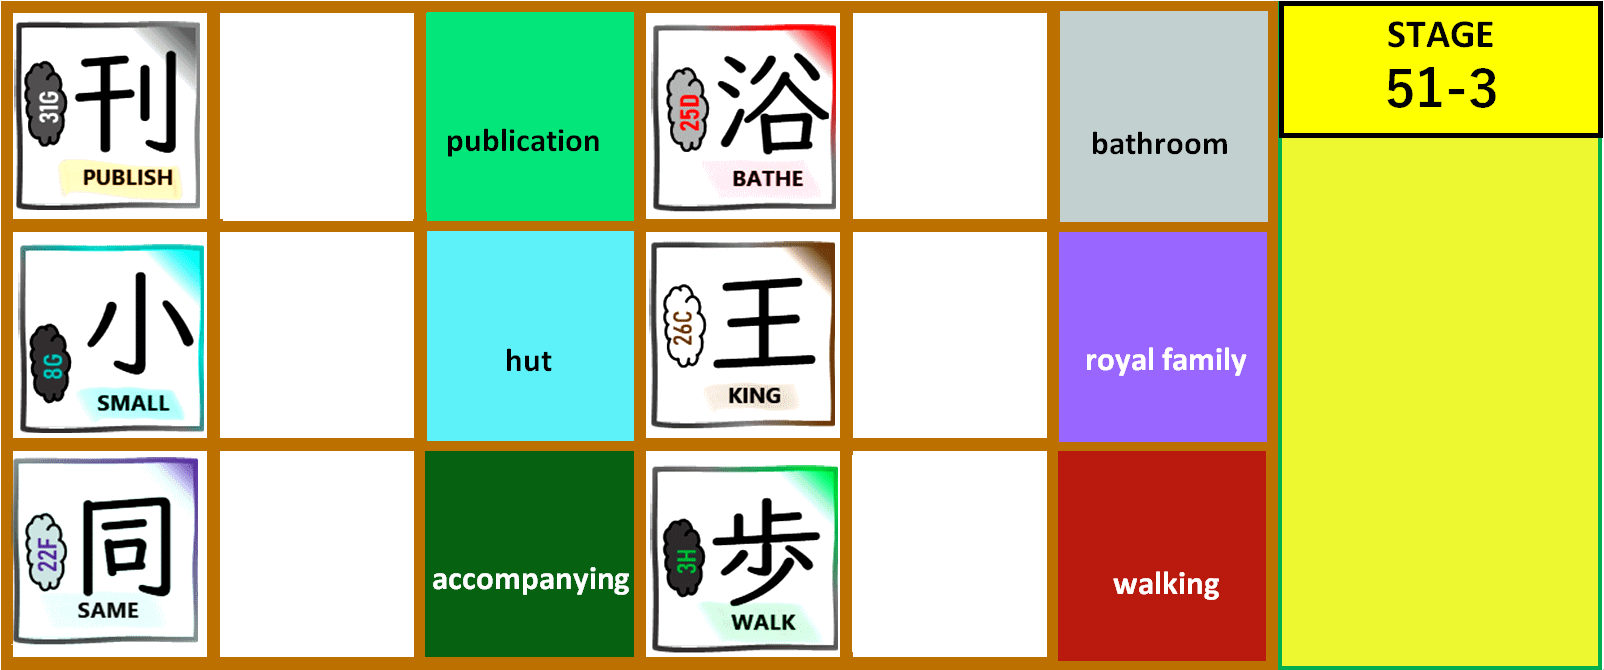 31G
刊
PUBLISH
publication
25D
浴
BATHE
bathroom
STAGE
51-3
8G
小
SMALL
hut
26C
王
KING
royal family
22F
同
SAME
accompanying
3H
歩
WALK
walking